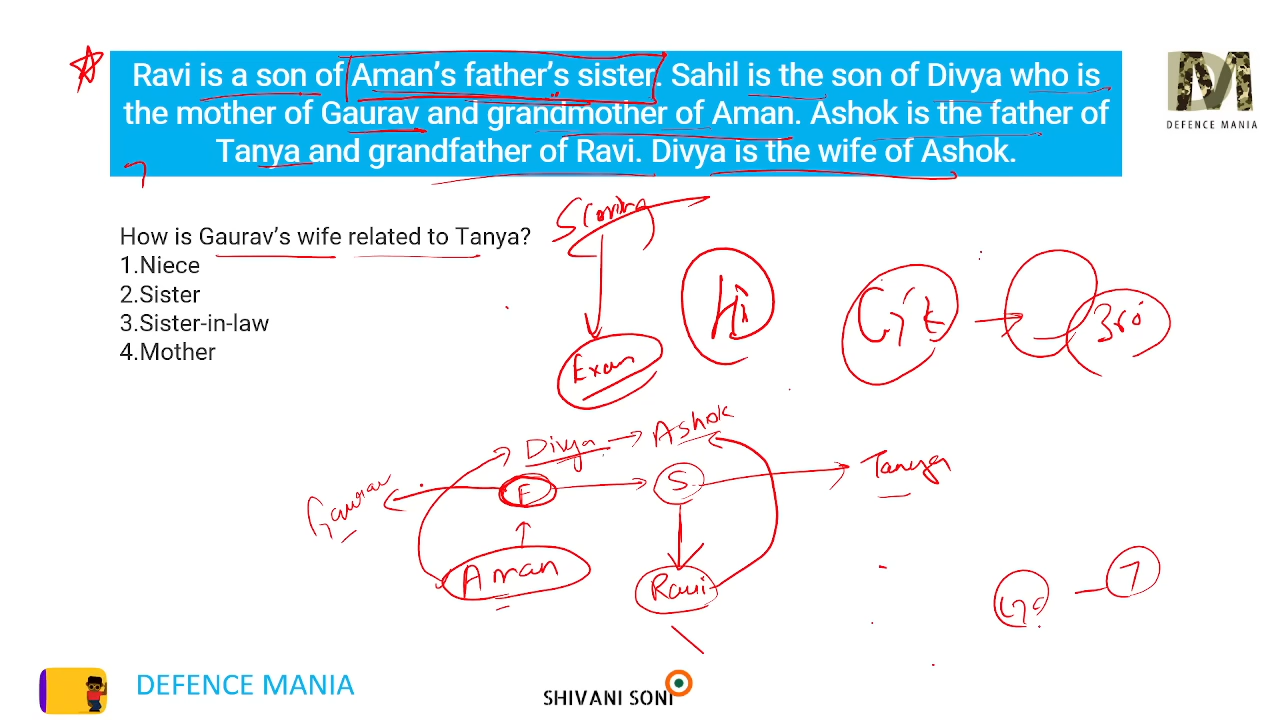 Ravi is a son of Aman's father's sister. Sahil is the son of Divya who is
the mother of Gaurav and grandmother of Aman. Ashok is the father of
Tanya and grandfather of Ravi. Divya is the wife of Ashok.
DEFENCE MANIA
How is Gaurav's wife related to Tanya?
1.Niece
2.Sister
3.Sister-in-law
4.Mother
Scoring
Exam
Hi
360
Divya
Ashok
Gaurav
F
S
Tanya
Aman
Ravi
T
DEFENCE MANIA
SHIVANI SONI